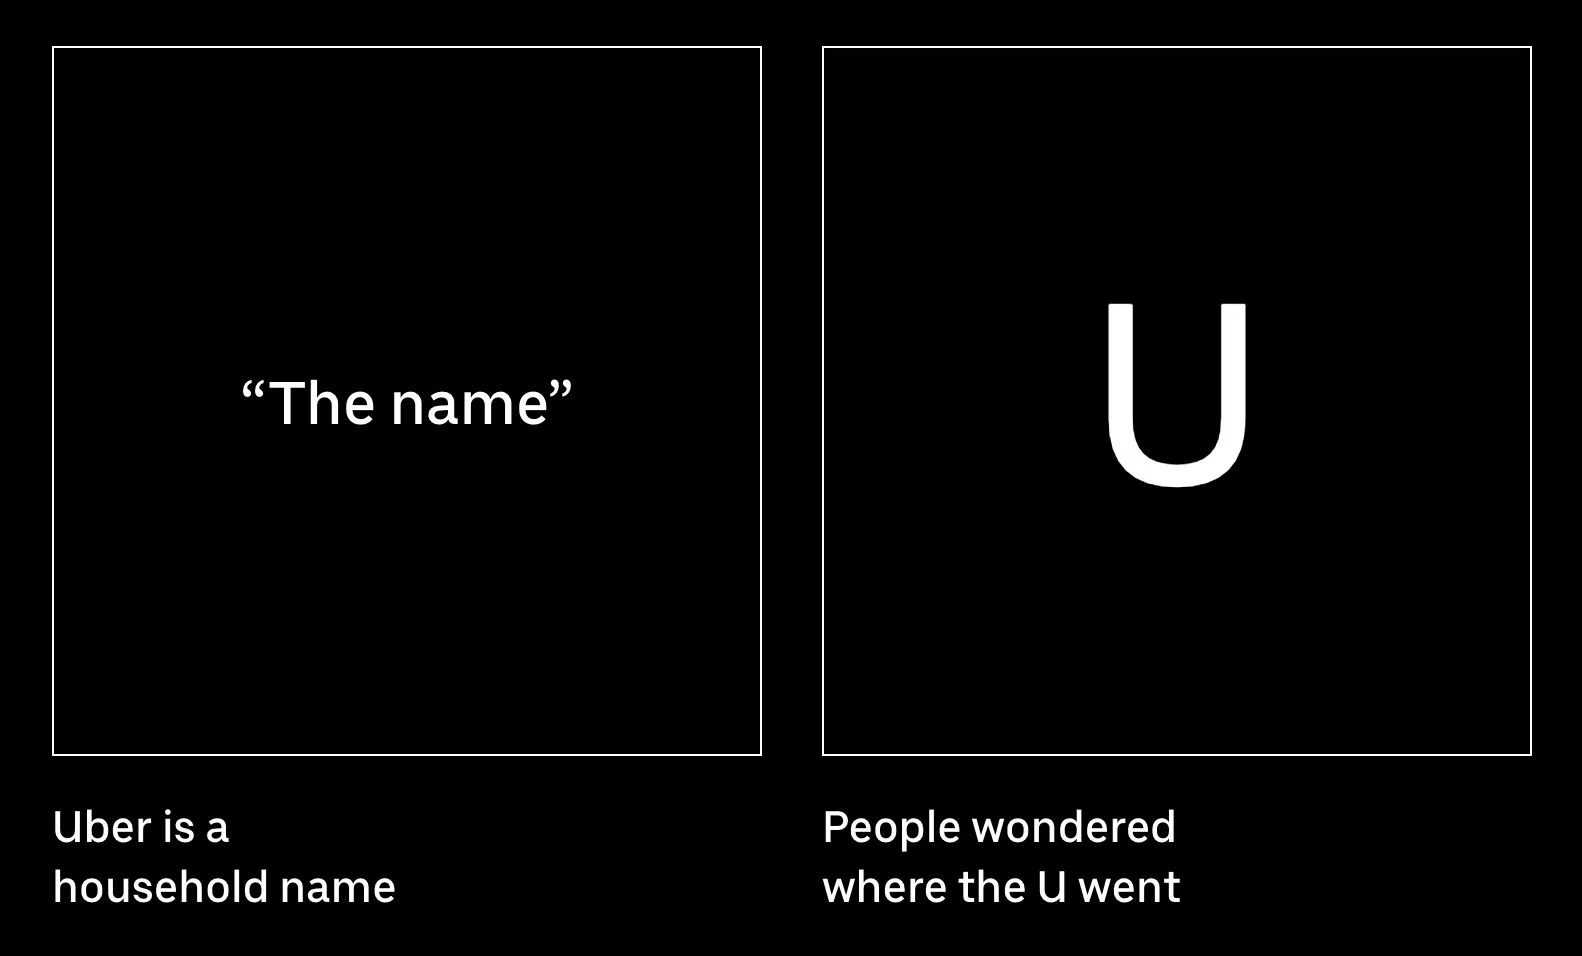 “The name”
U
Uber is a
household name
People wondered
where the U went